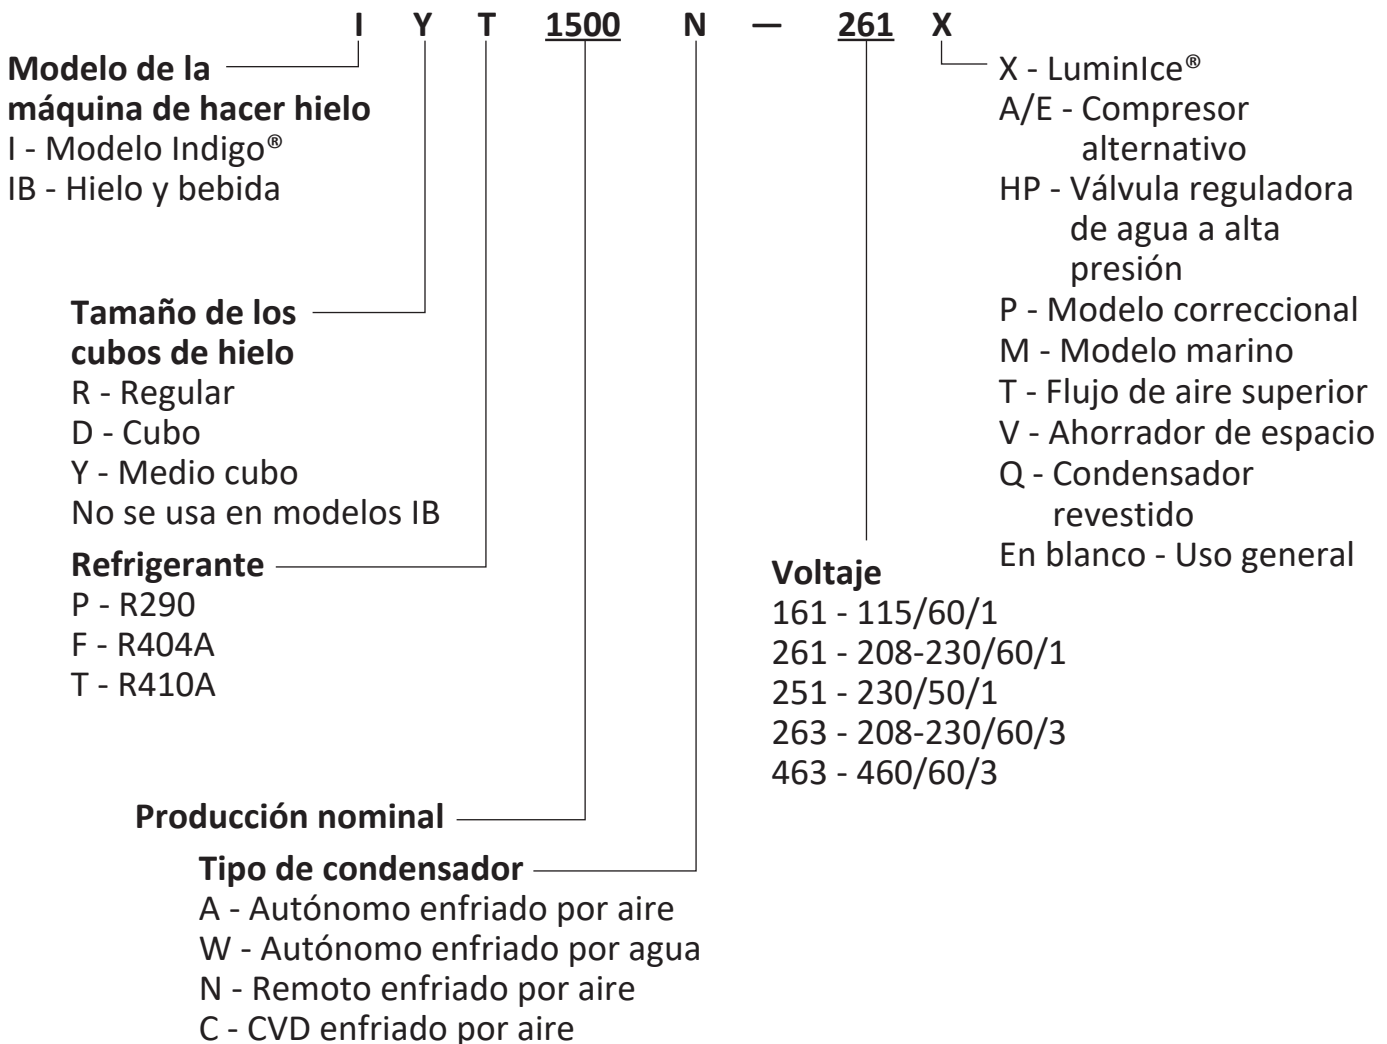 I Y T 1500 N — 261 X
Modelo de la
máquina de hacer hielo
I - Modelo Indigo®
IB - Hielo y bebida
Tamaño de los
cubos de hielo
R - Regular
D - Cubo
Y - Medio cubo
No se usa en modelos IB
Refrigerante
P - R290
F - R404A
T - R410A
Producción nominal
Tipo de condensador
A - Autónomo enfriado por aire
W - Autónomo enfriado por agua
N - Remoto enfriado por aire
C - CVD enfriado por aire
Voltaje
161 - 115/60/1
261 - 208-230/60/1
251 - 230/50/1
263 - 208-230/60/3
463 - 460/60/3
X - LuminIce®
A/E - Compresor
alternativo
HP - Válvula reguladora
de agua a alta
presión
P - Modelo correccional
M - Modelo marino
T - Flujo de aire superior
V - Ahorrador de espacio
Q - Condensador
revestido
En blanco - Uso general